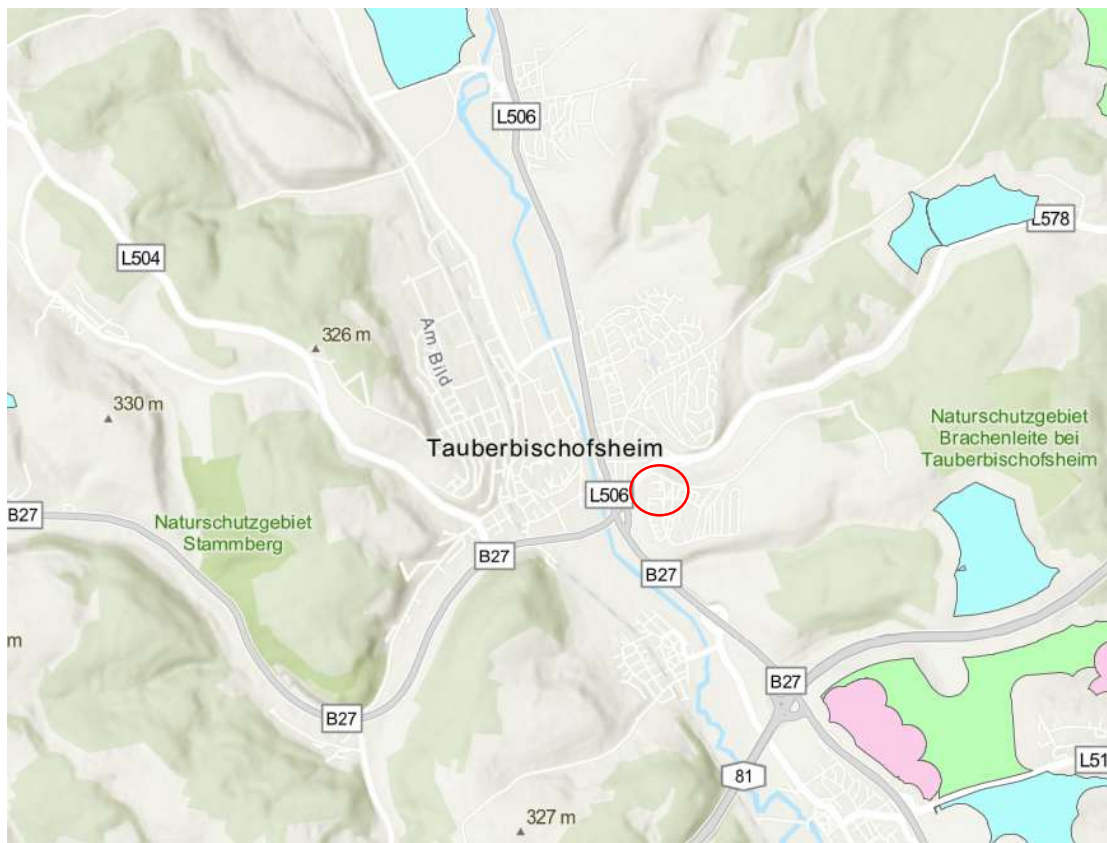 L506
L578
L504
326 m
Am Bild
330 m
Naturschutzgebiet
Brachenleite bei
Tauberbischofsheim
Tauberbischofsheim
L506
B27
Naturschutzgebiet
Stammberg
B27
B27
m
B27
B27
L51
81
327 m